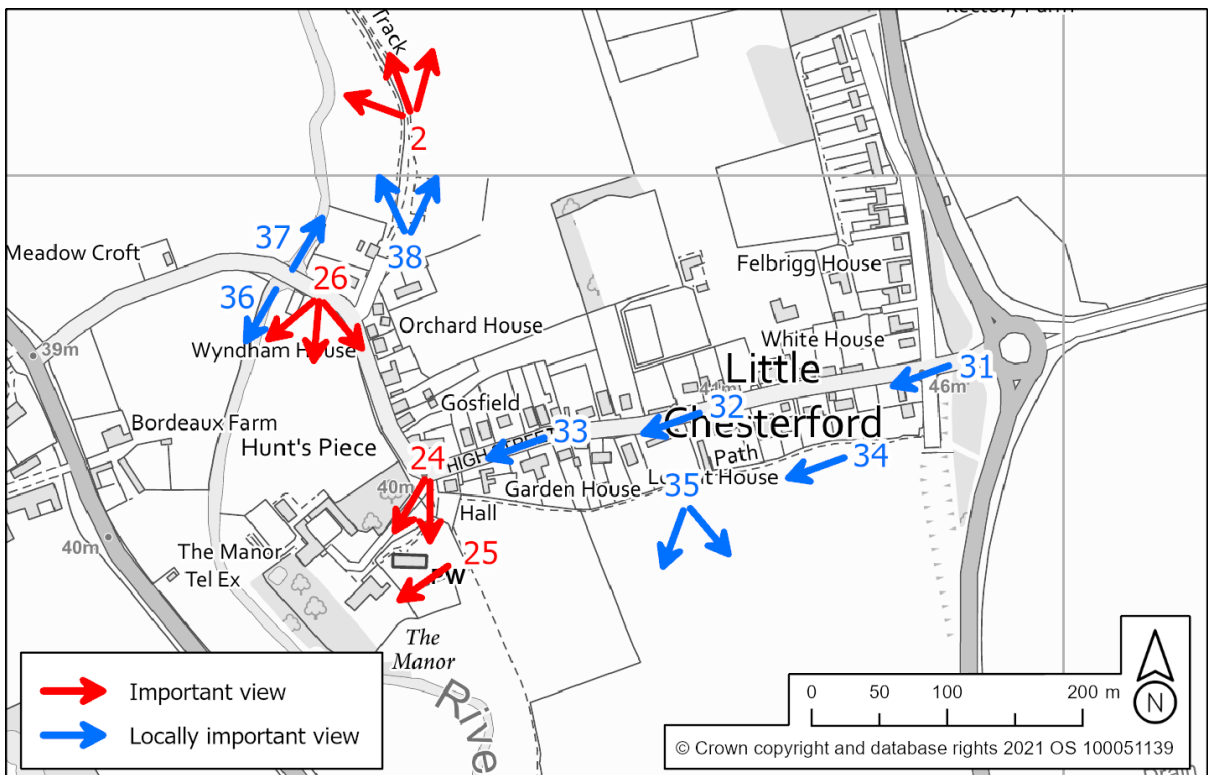 Track
Rectory Farm
2
Meadow Croft
37
38
26
36
Felbrigg House
Orchard House
Wyndham House
39m
White House
Little
Chesterford
31
46m
32
Gosfield
33
HIGH STREET
Bordeaux Farm
Hunt's Piece
24
40m
Path
34
Garden House
35
Hall
40m
The Manor
Tel Ex
25
PW
The
Manor
Rive
Important view
Locally important view
0 50 100 200 m
N
© Crown copyright and database rights 2021 OS 100051139
Drain